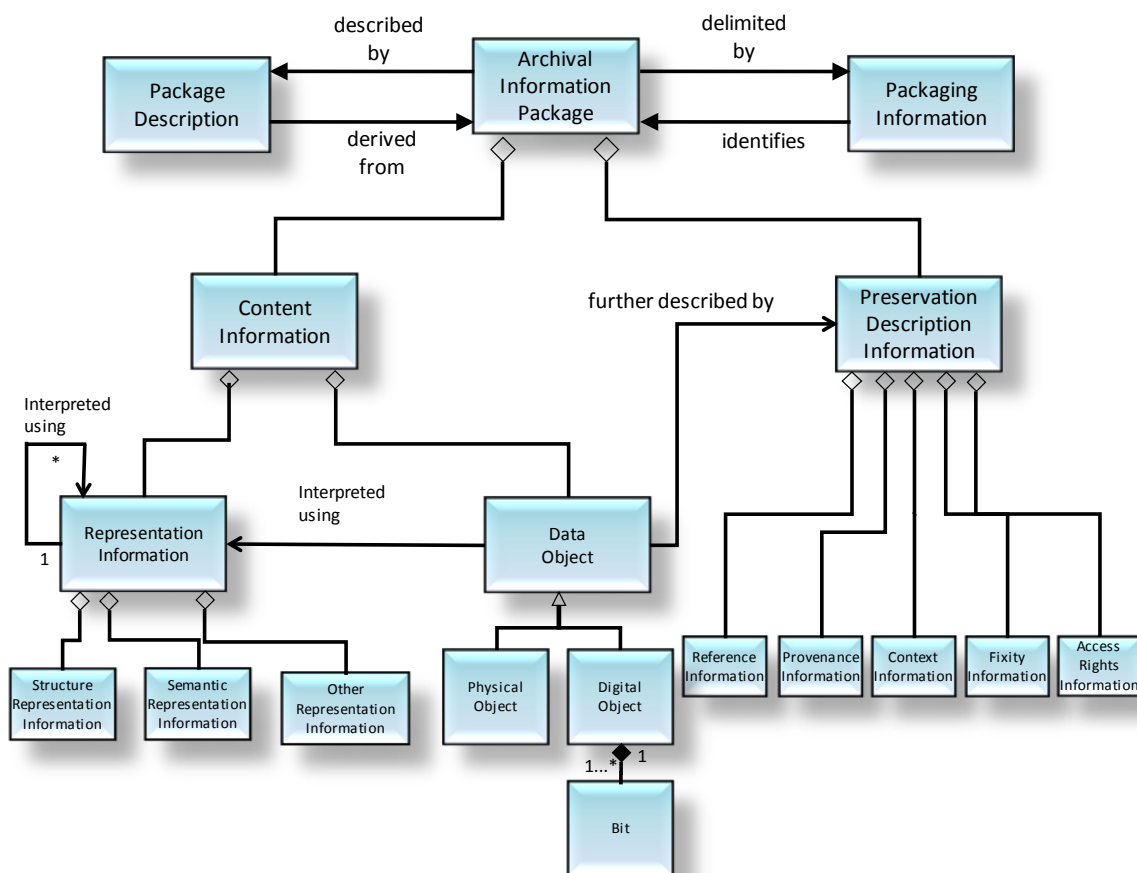 described
by
delimited
by
Archival
Information
Package
Package
Description
Packaging
Information
derived
from
identifies
Content
Information
further described by
Preservation
Description
Information
Interpreted
using
*
Interpreted
using
Representation
Information
1
Data
Object
Structure
Representation
Information
Semantic
Representation
Information
Other
Representation
Information
Physical
Object
Digital
Object
Reference
Information
Provenance
Information
Context
Information
Fixity
Information
Access
Rights
Information
1...*
1
Bit